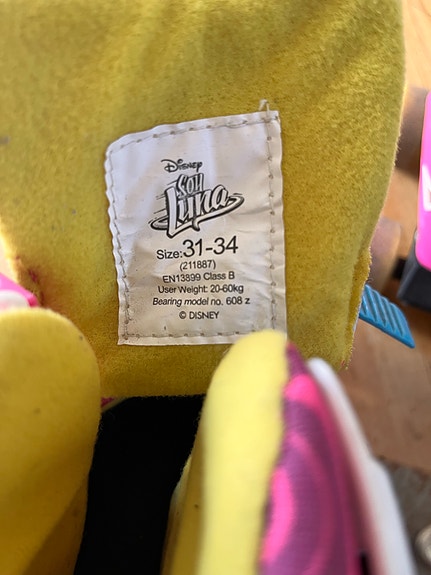 Disney
SOY
Luna
Size:31-34
(211887)
EN13899 Class B
User Weight: 20-60kg
Bearing model no. 608 z
© DISNEY